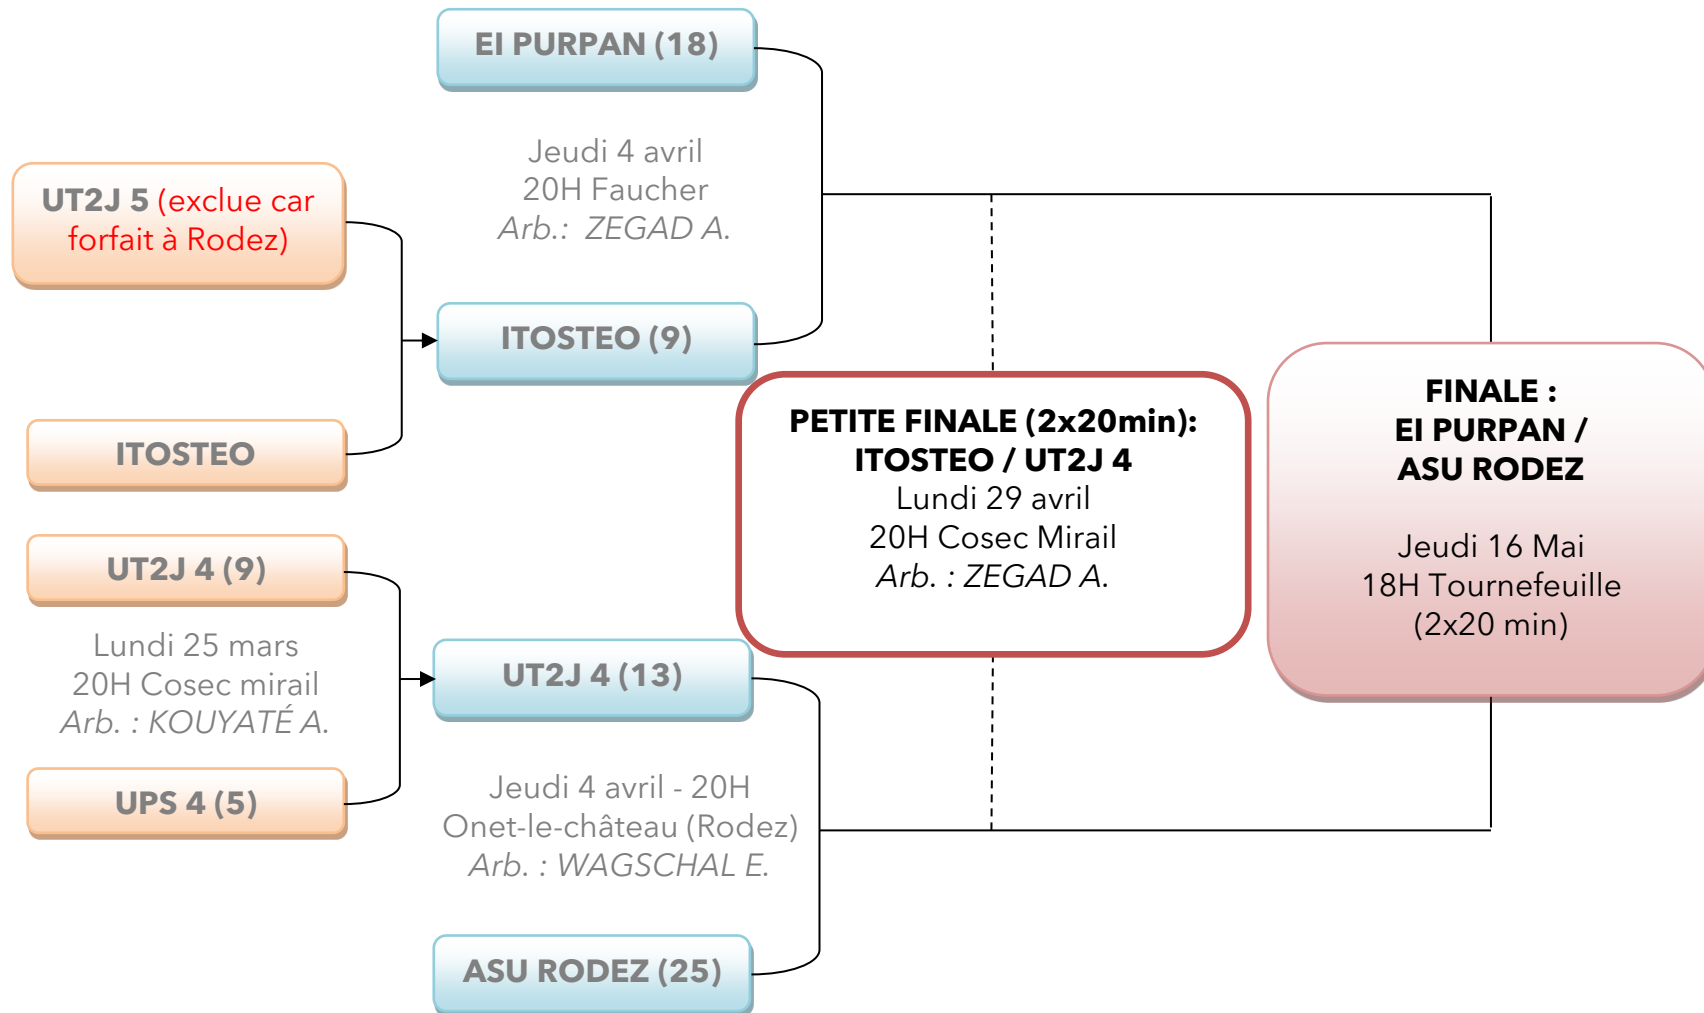 EI PURPAN (18)
Jeudi 4 avril
20H Faucher
Arb.:  ZEGAD A.
UT2J 5 (exclue car
forfait à Rodez)
ITOSTEO (9)
ITOSTEO
PETITE FINALE (2x20min):
ITOSTEO / UT2J 4
Lundi 29 avril
20H Cosec Mirail
Arb. : ZEGAD A.
FINALE :
EI PURPAN /
ASU RODEZ
Jeudi 16 Mai
18H Tournefeuille
(2x20 min)
UT2J 4 (9)
Lundi 25 mars
20H Cosec mirail
Arb. : KOUYATÉ A.
UPS 4 (5)
UT2J 4 (13)
Jeudi 4 avril - 20H
Onet-le-château (Rodez)
Arb. : WAGSCHAL E.
ASU RODEZ (25)